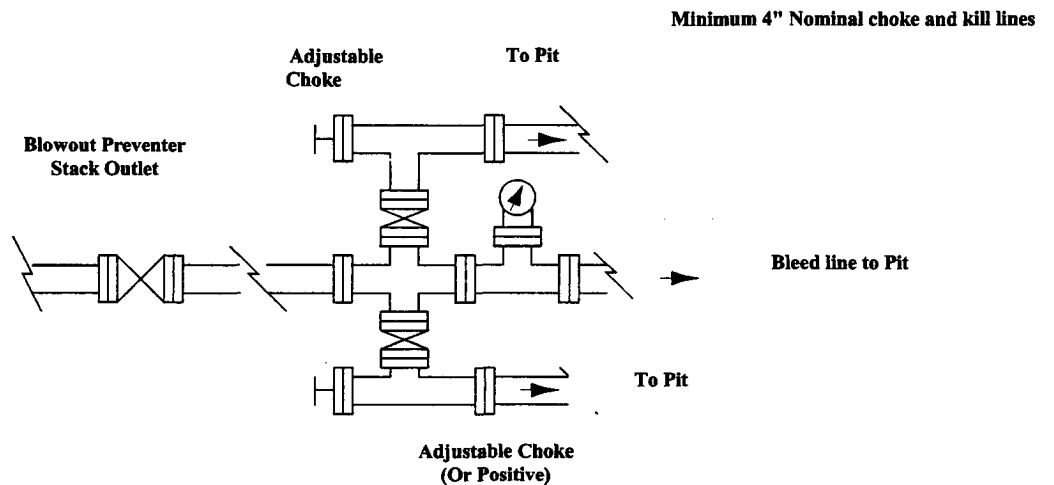 Minimum 4" Nominal choke and kill lines
Adjustable
Choke
To Pit
Blowout Preventer
Stack Outlet
Bleed line to Pit
To Pit
Adjustable Choke
(Or Positive)